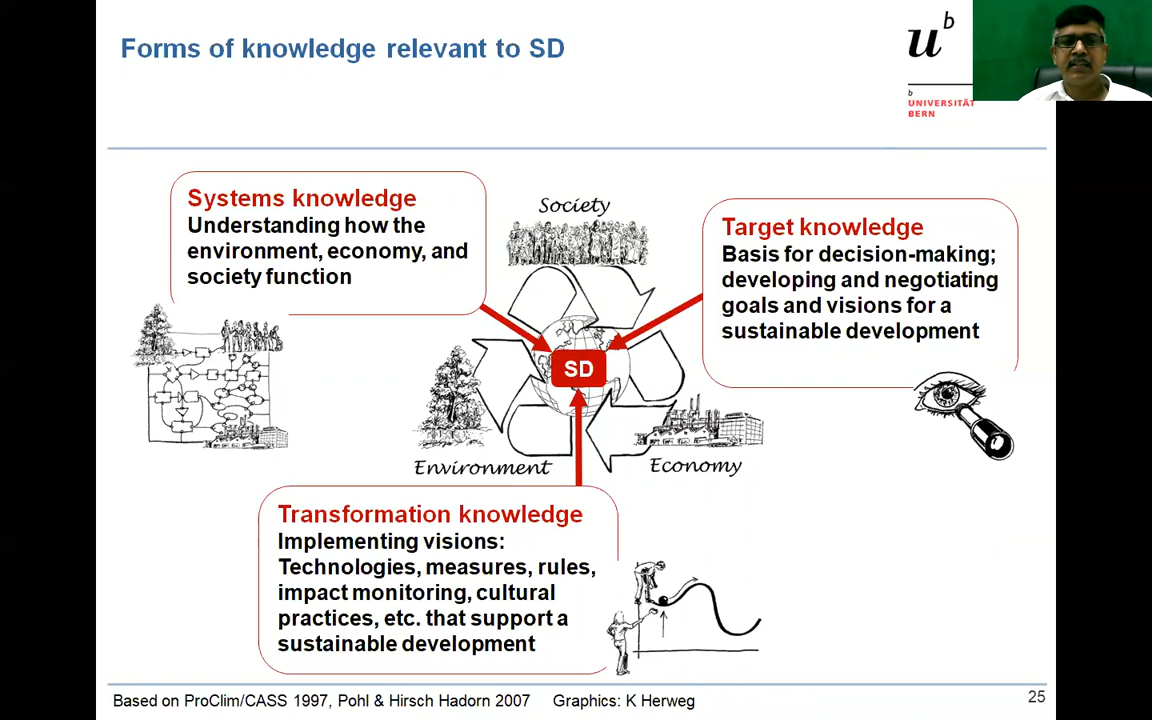 Forms of knowledge relevant to SD
u
b
b
UNIVERSITÄT
BERN
Systems knowledge
Understanding how the
environment, economy, and
society function
Society
Target knowledge
Basis for decision-making;
developing and negotiating
goals and visions for a
sustainable development
SD
Environment
Economy
Transformation knowledge
Implementing visions:
Technologies, measures, rules,
impact monitoring, cultural
practices, etc. that support a
sustainable development
Based on ProClim/CASS 1997, Pohl & Hirsch Hadorn 2007 Graphics: K Herweg
25